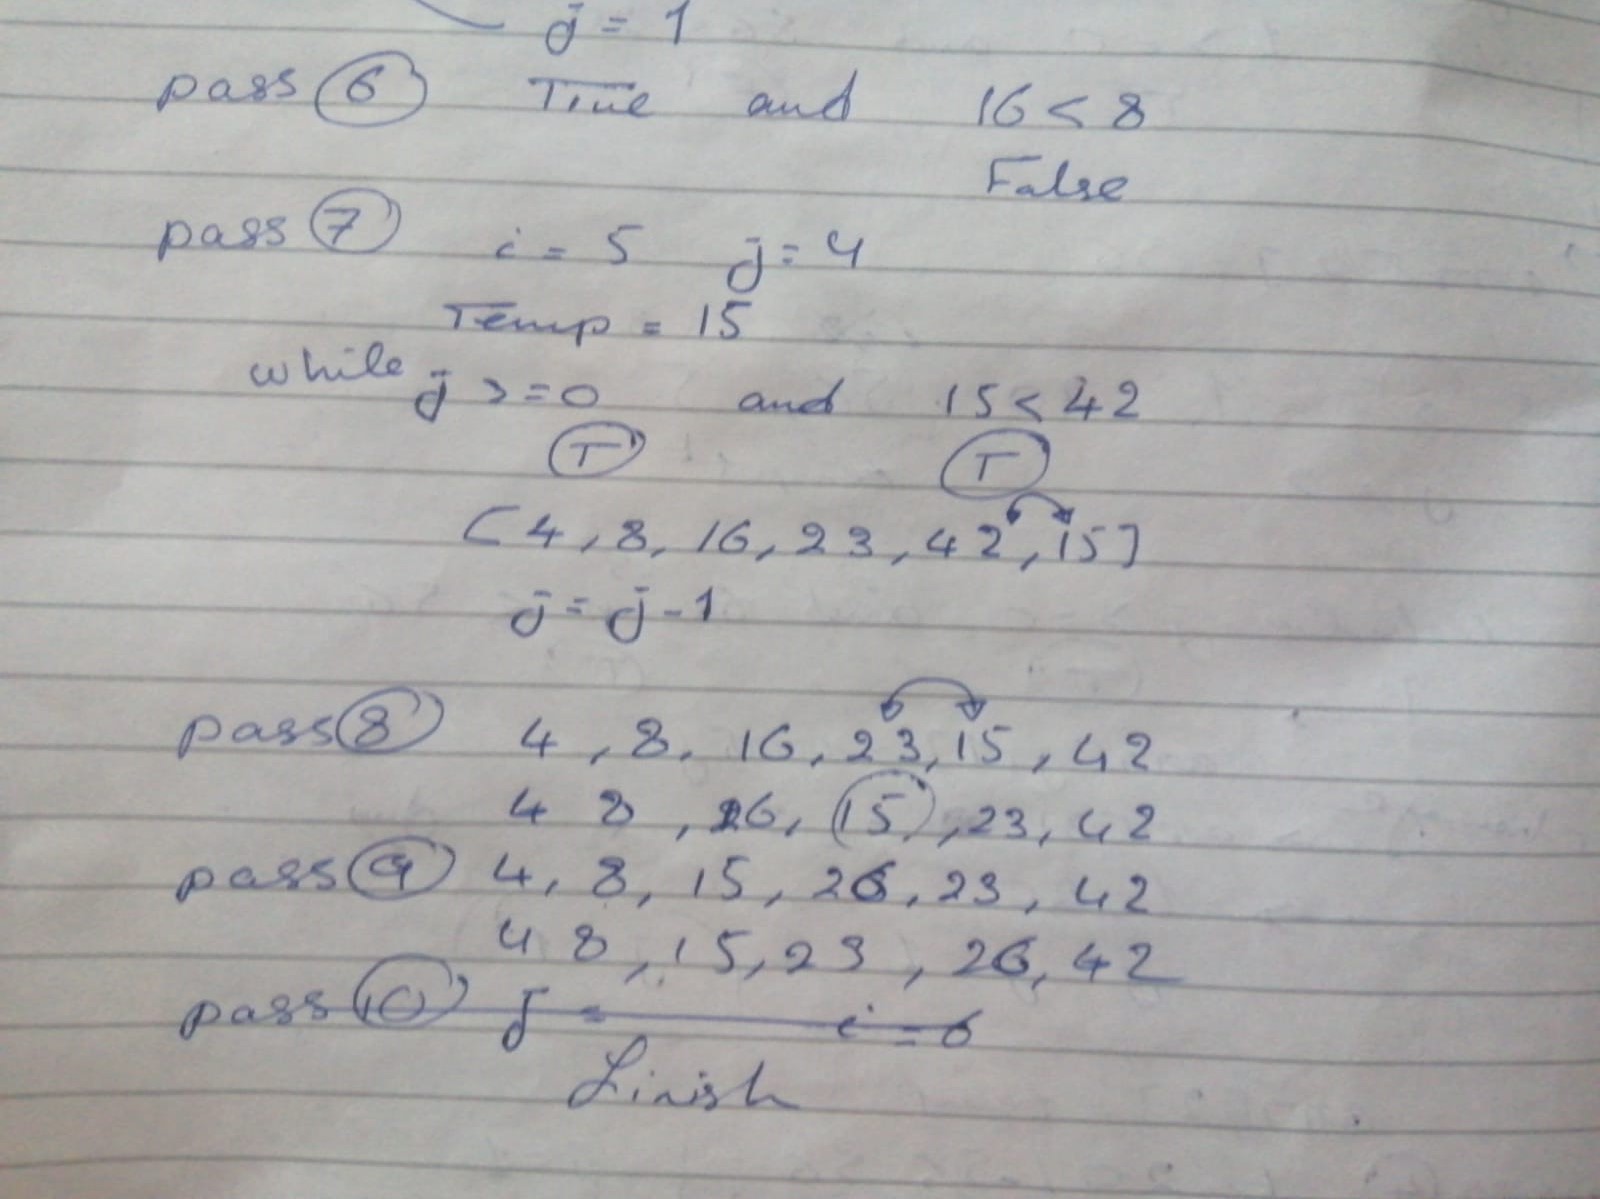 j = 1
pass 6 True and 16 < 8
False
pass 7 i = 5 j = 4
Temp = 15
while j >= 0 and 15 < 42
T T
[4, 8, 16, 23, 42, 15]
j = j - 1
pass 8 4, 8, 16, 23, 15, 42
4 8, 26, 15, 23, 42
pass 9 4, 8, 15, 26, 23, 42
4 8, 15, 23, 26, 42
pass 10 j = i = 6
Finish